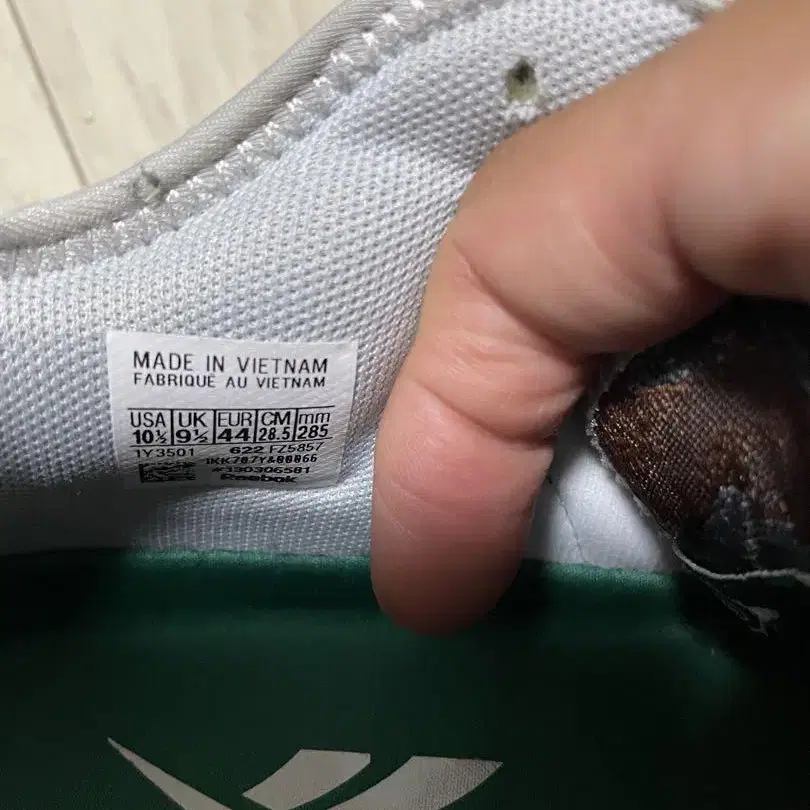 MADE IN VIETNAM
FABRIQUÉ AU VIETNAM
USA UK EUR CM mm
10½ 9½ 44 28.5 285
1Y3501 622 FZ5857
#130306581
Reebok